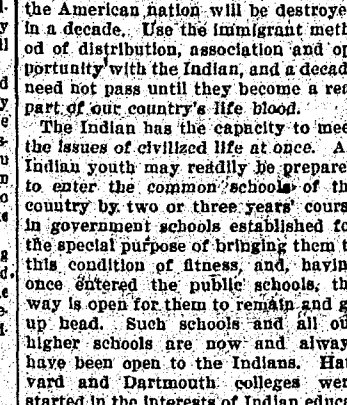 the American nation will be destroye
in a decade. Use the immigrant meth
od of distribution, association and op
portunity with the Indian, and a decad
need not pass until they become a rea
part of our country's life blood.
The Indian has the capacity to mee
the issues of civilized life at once. A
Indian youth may readily be prepare
to enter the common schools of th
country by two or three years' cours
in government schools established fo
the special purpose of bringing them t
this condition of fitness, and, havin
once entered the public schools, th
way is open for them to remain and g
up head. Such schools and all ou
higher schools are now and alway
have been open to the Indians. Har
vard and Dartmouth colleges wer
started in the interests of Indian educa